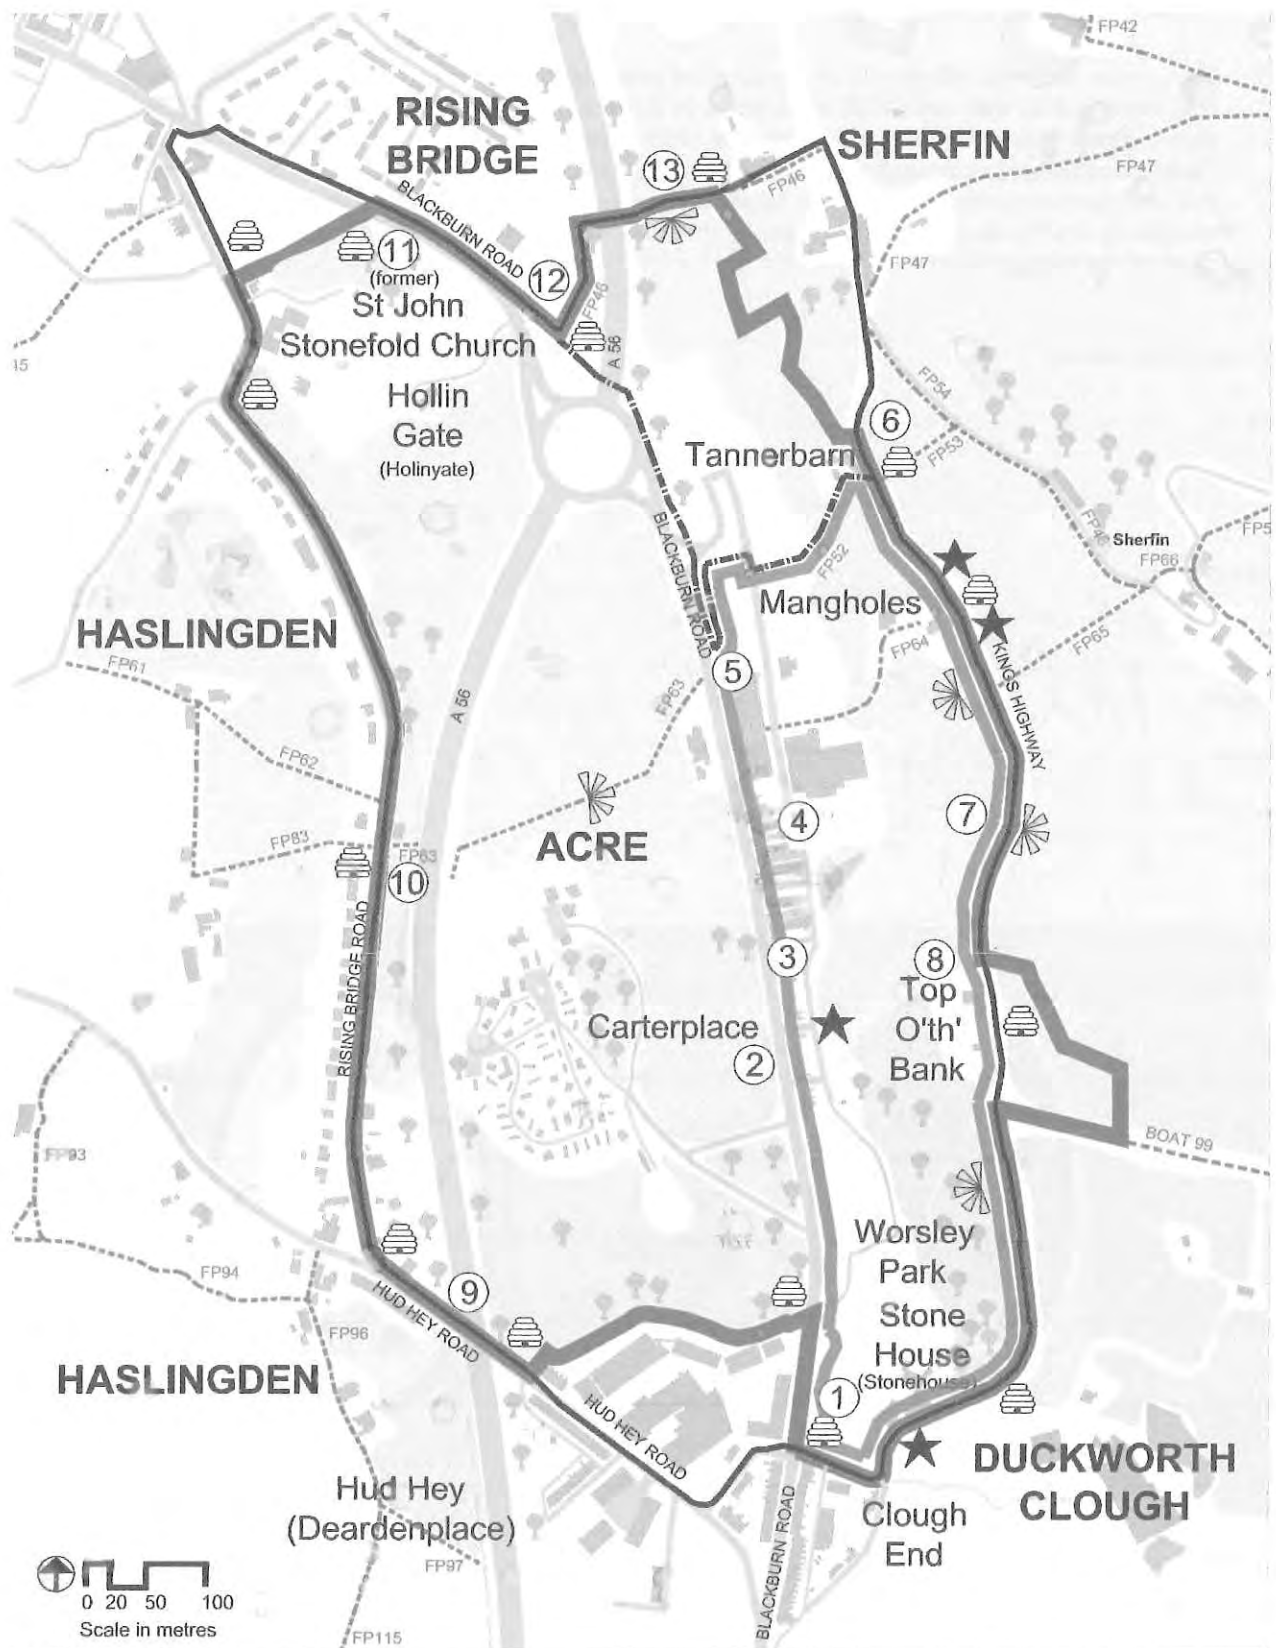 FP42
RISING
BRIDGE
SHERFIN
13
FP46
FP47
BLACKBURN ROAD
11
(former)
12
FP46
FP47
St John
Stonefold Church
A 56
FP54
Hollin
Gate
(Holinyate)
6
Tannerbarn
FP53
BLACKBURN ROAD
Sherfin
FP66
FP52
Mangholes
HASLINGDEN
FP61
FP64
FP65
KINGS HIGHWAY
5
FP63
A 56
FP62
7
4
ACRE
FP83
FP63
10
RISING BRIDGE ROAD
3
8
Top
O'th'
Bank
Carterplace
2
BOAT 99
FP93
Worsley
Park
FP94
9
HUD HEY ROAD
Stone
House
(Stonehouse)
FP96
HASLINGDEN
1
HUD HEY ROAD
DUCKWORTH
CLOUGH
Hud Hey
(Deardenplace)
BLACKBURN ROAD
Clough
End
FP97
0 20 50 100
Scale in metres
FP115